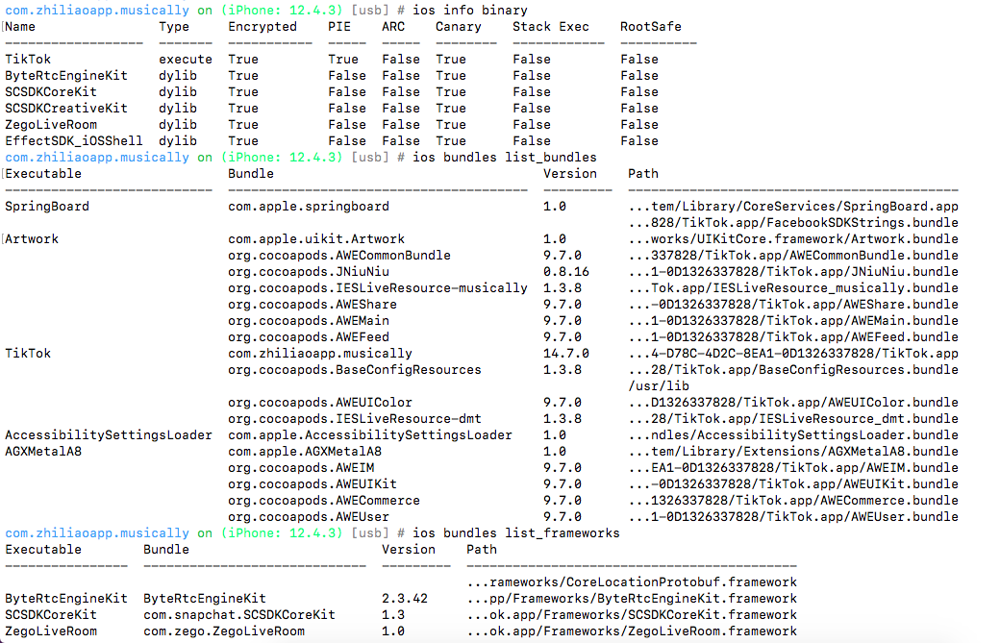 com.zhiliaoapp.musically on (iPhone: 12.4.3) [usb] # ios info binary
Name Type Encrypted PIE ARC Canary Stack Exec RootSafe
------------------ ------- ----------- ----- ----- -------- ------------ ----------
TikTok execute True True False True False False
ByteRtcEngineKit dylib True False False True False False
SCSDKCoreKit dylib True False False True False False
SCSDKCreativeKit dylib True False False True False False
ZegoLiveRoom dylib True False False True False False
EffectSDK_iOSShell dylib True False False True False False
com.zhiliaoapp.musically on (iPhone: 12.4.3) [usb] # ios bundles list_bundles
Executable Bundle Version Path
--------------------------- --------------------------------------- --------- -------------------------------------------
SpringBoard com.apple.springboard 1.0 ...tem/Library/CoreServices/SpringBoard.app
...828/TikTok.app/FacebookSDKStrings.bundle
Artwork com.apple.uikit.Artwork 1.0 ...works/UIKitCore.framework/Artwork.bundle
org.cocoapods.AWECommonBundle 9.7.0 ...337828/TikTok.app/AWECommonBundle.bundle
org.cocoapods.JNiuNiu 0.8.16 ...1-0D1326337828/TikTok.app/JNiuNiu.bundle
org.cocoapods.IESLiveResource-musically 1.3.8 ...Tok.app/IESLiveResource_musically.bundle
org.cocoapods.AWEShare 9.7.0 ...-0D1326337828/TikTok.app/AWEShare.bundle
org.cocoapods.AWEMain 9.7.0 ...1-0D1326337828/TikTok.app/AWEMain.bundle
org.cocoapods.AWEFeed 9.7.0 ...1-0D1326337828/TikTok.app/AWEFeed.bundle
TikTok com.zhiliaoapp.musically 14.7.0 ...4-D78C-4D2C-8EA1-0D1326337828/TikTok.app
org.cocoapods.BaseConfigResources 1.3.8 ...28/TikTok.app/BaseConfigResources.bundle
/usr/lib
org.cocoapods.AWEUIColor 9.7.0 ...D1326337828/TikTok.app/AWEUIColor.bundle
org.cocoapods.IESLiveResource-dmt 1.3.8 ...28/TikTok.app/IESLiveResource_dmt.bundle
AccessibilitySettingsLoader com.apple.AccessibilitySettingsLoader 1.0 ...ndles/AccessibilitySettingsLoader.bundle
AGXMetalA8 com.apple.AGXMetalA8 1.0 ...tem/Library/Extensions/AGXMetalA8.bundle
org.cocoapods.AWEIM 9.7.0 ...EA1-0D1326337828/TikTok.app/AWEIM.bundle
org.cocoapods.AWEUIKit 9.7.0 ...-0D1326337828/TikTok.app/AWEUIKit.bundle
org.cocoapods.AWECommerce 9.7.0 ...1326337828/TikTok.app/AWECommerce.bundle
org.cocoapods.AWEUser 9.7.0 ...1-0D1326337828/TikTok.app/AWEUser.bundle
com.zhiliaoapp.musically on (iPhone: 12.4.3) [usb] # ios bundles list_frameworks
Executable Bundle Version Path
---------------- ----------------------------- --------- -------------------------------------------
...rameworks/CoreLocationProtobuf.framework
ByteRtcEngineKit ByteRtcEngineKit 2.3.42 ...pp/Frameworks/ByteRtcEngineKit.framework
SCSDKCoreKit com.snapchat.SCSDKCoreKit 1.3 ...ok.app/Frameworks/SCSDKCoreKit.framework
ZegoLiveRoom com.zego.ZegoLiveRoom 1.0 ...ok.app/Frameworks/ZegoLiveRoom.framework